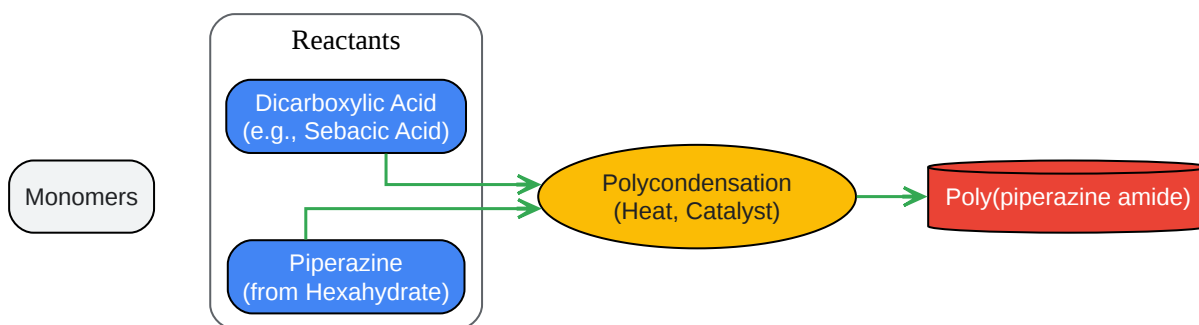 Reactants
Dicarboxylic Acid
(e.g., Sebacic Acid)
Monomers
Polycondensation
(Heat, Catalyst)
Poly(piperazine amide)
Piperazine
(from Hexahydrate)